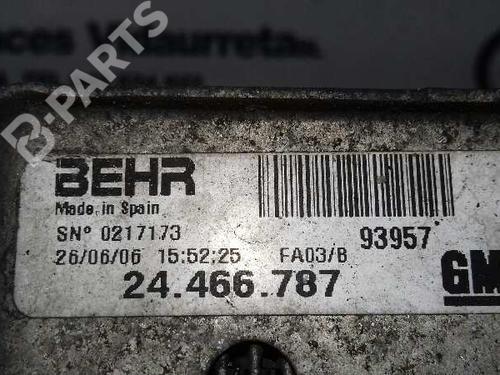 B-PARTS
BEHR
Made in Spain
SN° 0217173
93957
26/06/06 15:52:25 FA03/B
24.466.787
GM